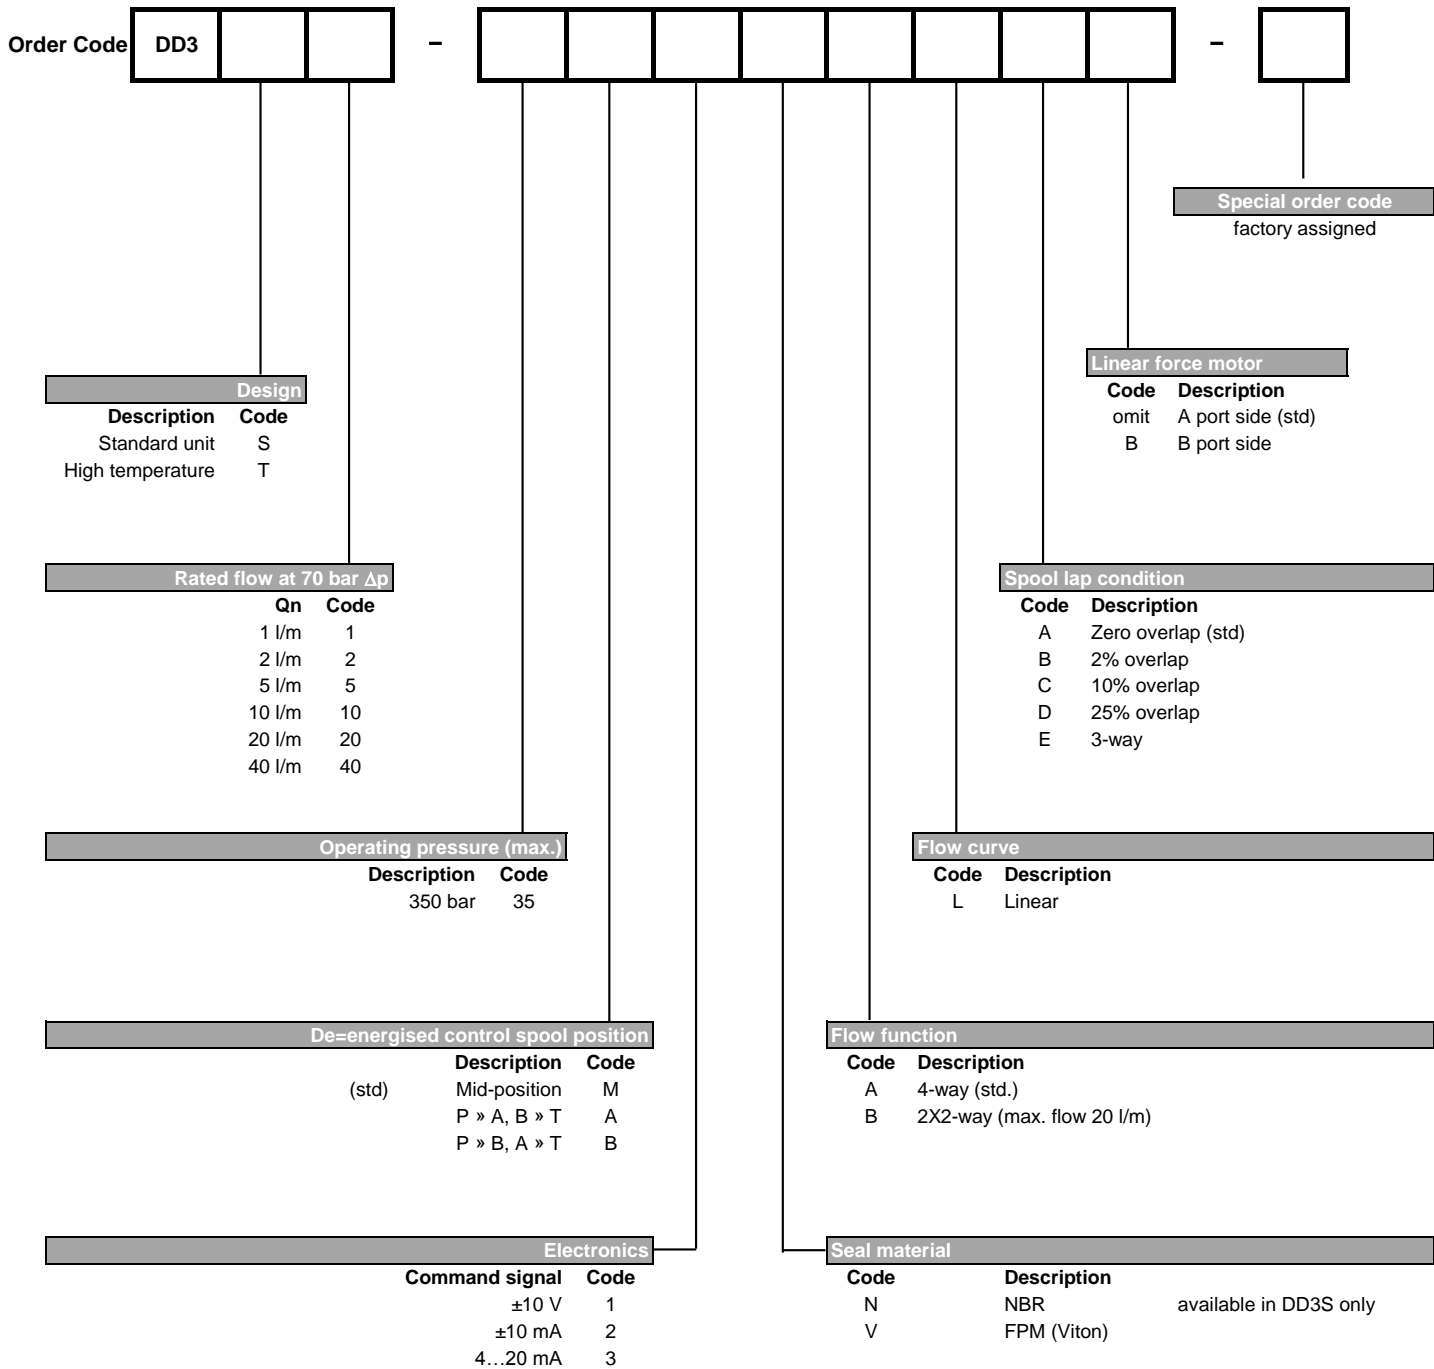 Order Code DD3 – –
Special order code
factory assigned
Linear force motor
Code Description
omit A port side (std)
B B port side
Design
Description Code
Standard unit S
High temperature T
Rated flow at 70 bar Δp
Qn Code
1 l/m 1
2 l/m 2
5 l/m 5
10 l/m 10
20 l/m 20
40 l/m 40
Spool lap condition
Code Description
A Zero overlap (std)
B 2% overlap
C 10% overlap
D 25% overlap
E 3-way
Operating pressure (max.)
Description Code
350 bar 35
Flow curve
Code Description
L Linear
De=energised control spool position
Description Code
(std) Mid-position M
P » A, B » T A
P » B, A » T B
Flow function
Code Description
A 4-way (std.)
B 2X2-way (max. flow 20 l/m)
Electronics
Command signal Code
±10 V 1
±10 mA 2
4…20 mA 3
Seal material
Code Description
N NBR available in DD3S only
V FPM (Viton)